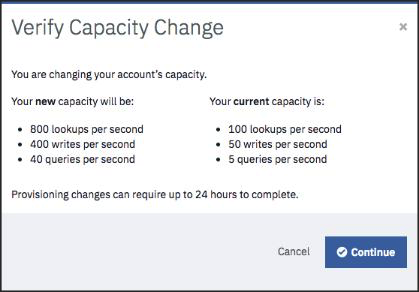 Verify Capacity Change
×
You are changing your account's capacity.
Your new capacity will be:
• 800 lookups per second
• 400 writes per second
• 40 queries per second
Your current capacity is:
• 100 lookups per second
• 50 writes per second
• 5 queries per second
Provisioning changes can require up to 24 hours to complete.
Cancel
Continue